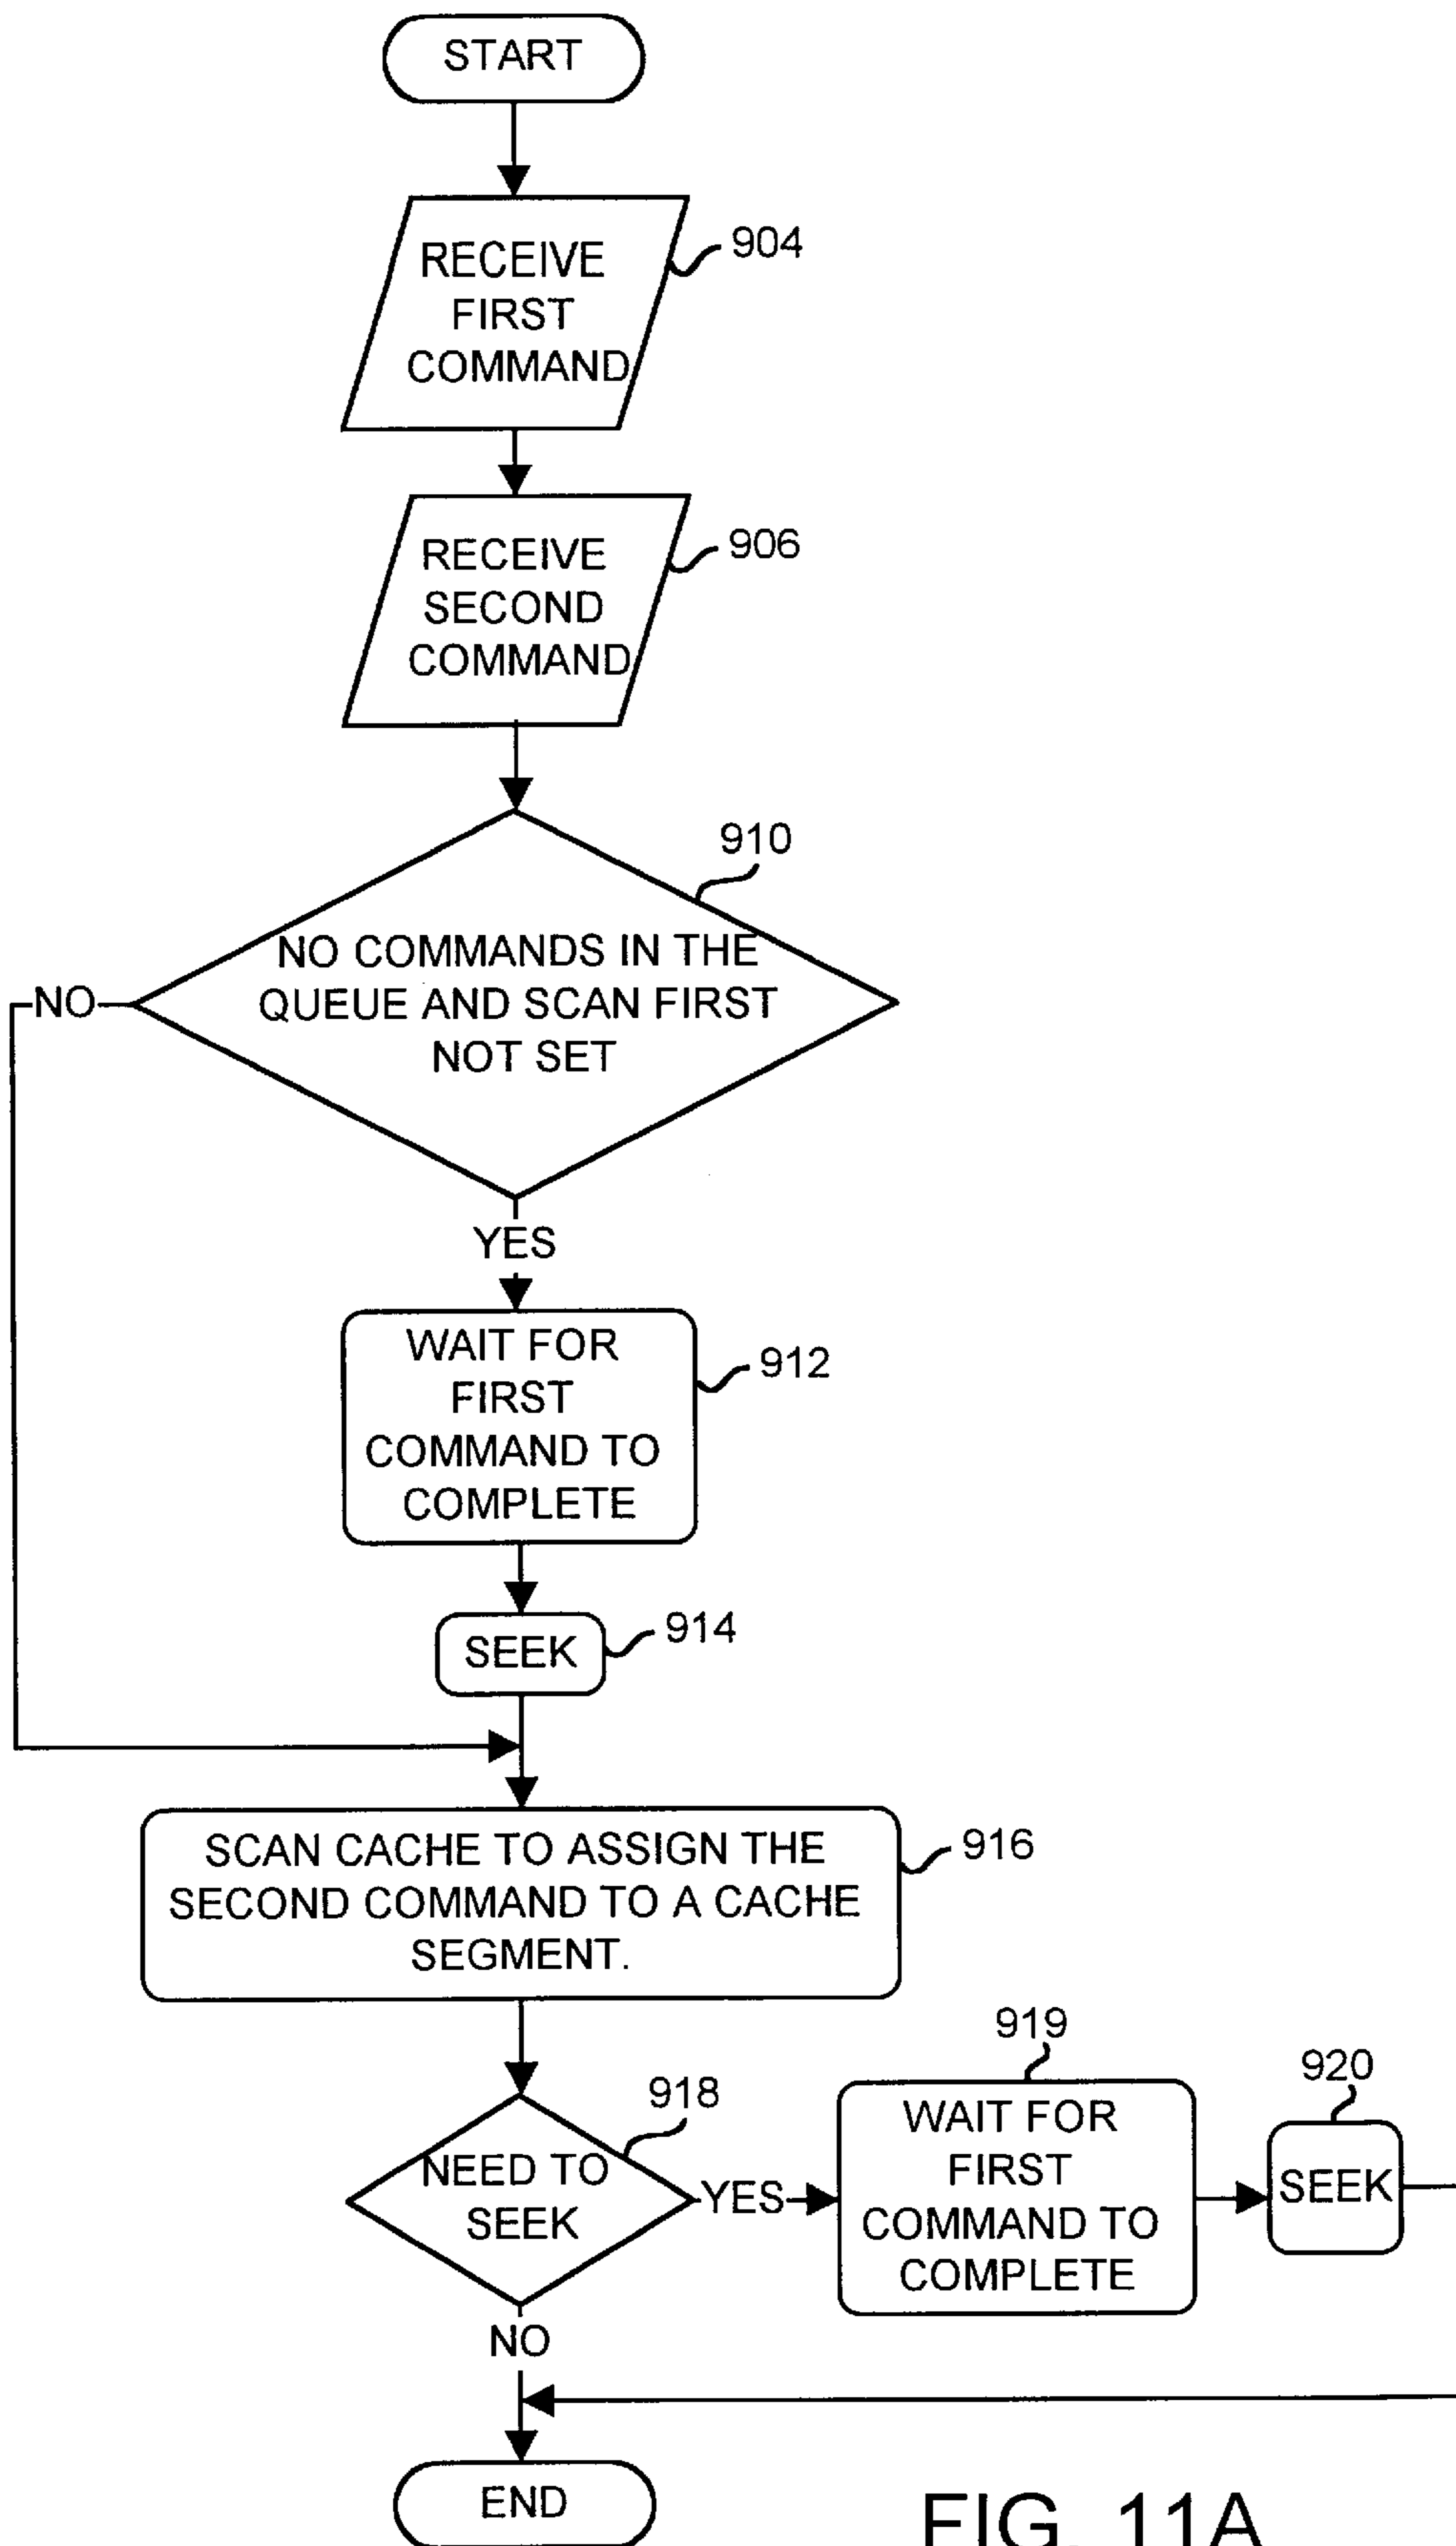 START
RECEIVE
FIRST
COMMAND
904
RECEIVE
SECOND
COMMAND
906
910
NO COMMANDS IN THE
QUEUE AND SCAN FIRST
NOT SET
NO
YES
WAIT FOR
FIRST
COMMAND TO
COMPLETE
912
SEEK
914
SCAN CACHE TO ASSIGN THE
SECOND COMMAND TO A CACHE
SEGMENT.
916
918
NEED TO
SEEK
YES
919
WAIT FOR
FIRST
COMMAND TO
COMPLETE
920
SEEK
NO
END
FIG. 11A